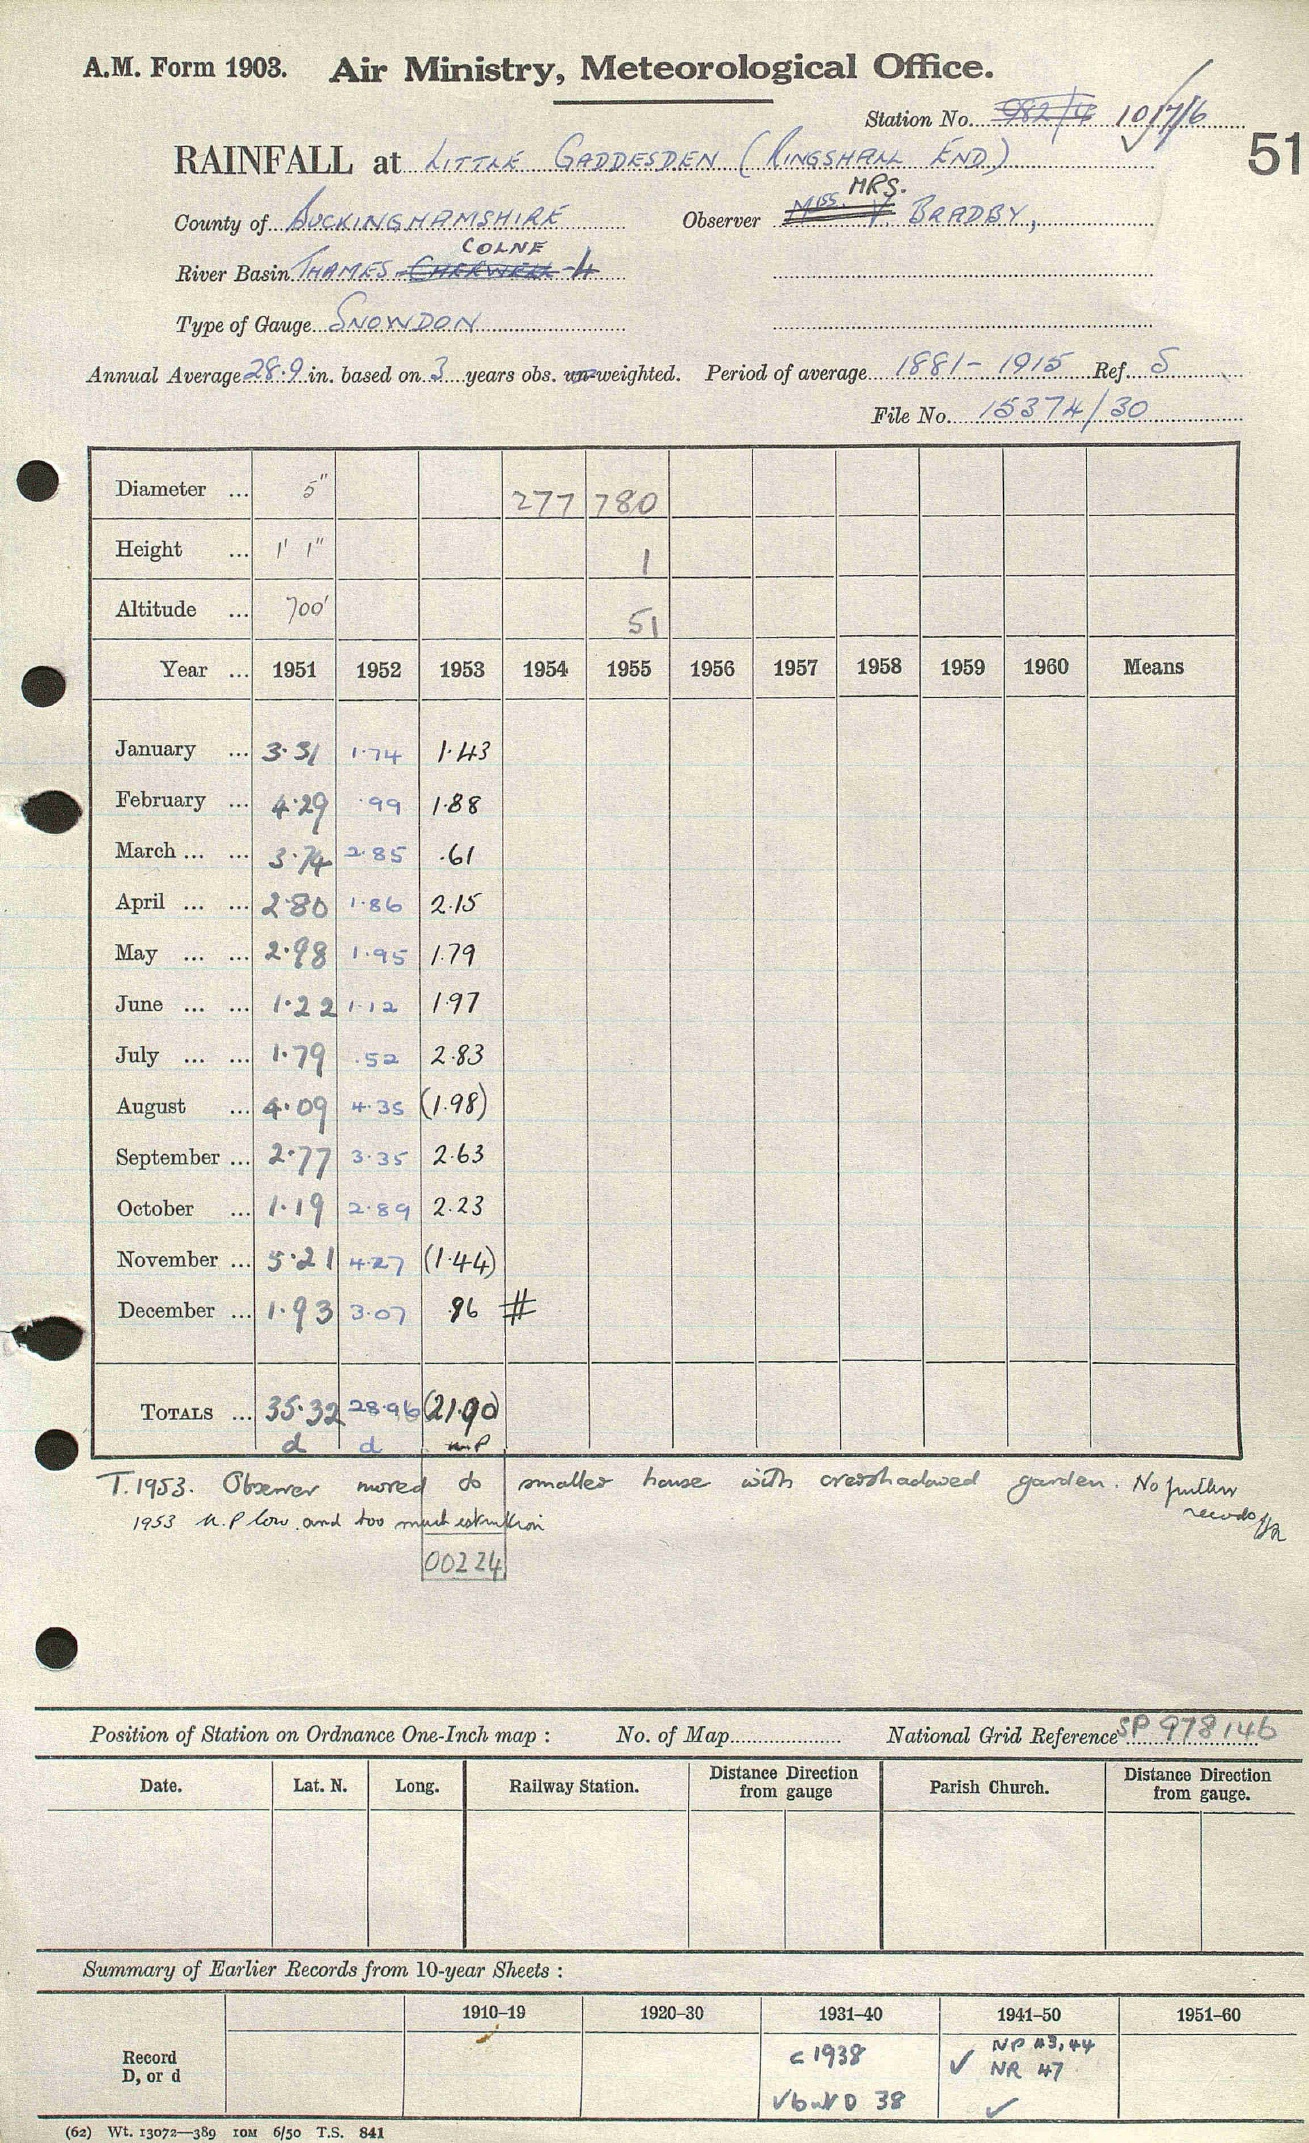 A.M. Form 1903. Air Ministry, Meteorological Office.
Station No. 982/4 1017/6
RAINFALL at LITTLE GADDESDEN (RINGSHALL END) 51
MRS.
County of BUCKINGHAMSHIRE Observer MISS. V. BRADBY,
COLNE
River Basin THAMES - CHERWELL - 4
Type of Gauge SNOWDON
Annual Average 28.9 in. based on 3 years obs. un-weighted. Period of average 1881 - 1915 Ref. 5
File No. 15374/30
Diameter ... 5" 277 780
Height ... 1' 1" 1
Altitude ... 700' 51
Year ... 1951 1952 1953 1954 1955 1956 1957 1958 1959 1960 Means
January ... 3.31 1.74 1.43
February ... 4.29 .99 1.88
March ... ... 3.74 2.85 .61
April ... ... 2.80 1.86 2.15
May ... ... 2.98 1.95 1.79
June ... ... 1.22 1.12 1.97
July ... ... 1.79 .52 2.83
August ... 4.09 4.35 (1.98)
September ... 2.77 3.35 2.63
October ... 1.19 2.89 2.23
November ... 5.21 4.27 (1.44)
December ... 1.93 3.07 .96 #
TOTALS ... 35.32 28.96 (21.90)
d d n.P
T.1953. Observer moved to smaller house with overshadowed garden. No further
records
1953 n.P low and too much estimation
00224
Position of Station on Ordnance One-Inch map : No. of Map National Grid Reference SP 978146
Date. Lat. N. Long. Railway Station. Distance Direction from gauge Parish Church. Distance Direction from gauge.
Summary of Earlier Records from 10-year Sheets :
1910–19 1920–30 1931–40 1941–50 1951–60
Record c 1938 ✓ NP 43, 44
D, or d NR 47
D 38 ✓
(62) Wt. 13072—389 10M 6/50 T.S. 841